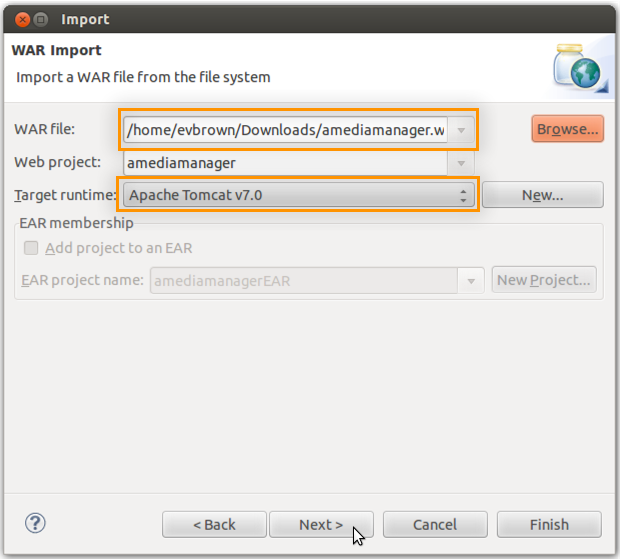 Import
WAR Import
Import a WAR file from the file system
WAR file: /home/evbrown/Downloads/amediamanager.w Browse...
Web project: amediamanager
Target runtime: Apache Tomcat v7.0 New...
EAR membership
Add project to an EAR
EAR project name: amediamanagerEAR New Project...
? < Back Next > Cancel Finish